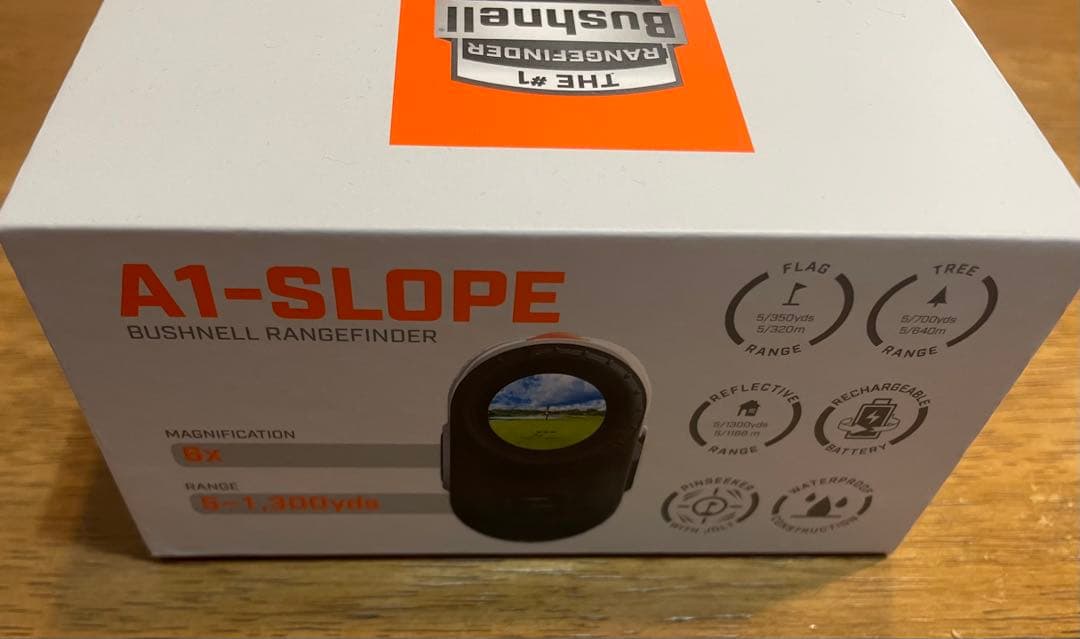 THE #1
RANGEFINDER
Bushnell®
A1-SLOPE
BUSHNELL RANGEFINDER
MAGNIFICATION
6x
RANGE
5-1,300yds
FLAG
5/350yds
5/320m
RANGE
TREE
5/700yds
5/640m
RANGE
REFLECTIVE
5/1300yds
5/1188 m
RANGE
RECHARGEABLE
BATTERY
PINSEEKER
WITH JOLT
WATERPROOF
CONSTRUCTION